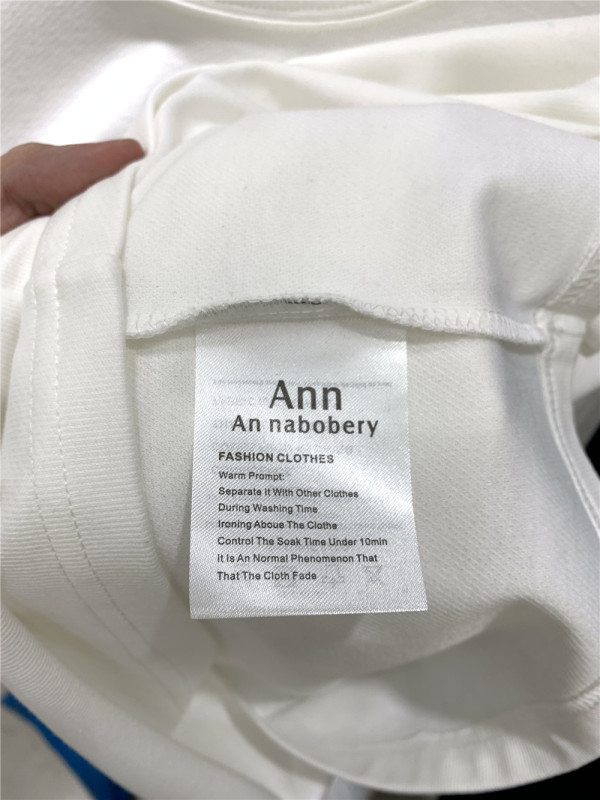 Ann
An nabobery
FASHION CLOTHES
Warm Prompt:
Separate It With Other Clothes
During Washing Time
Ironing Aboue The Clothe
Control The Soak Time Under 10min
It Is An Normal Phenomenon That
That The Cloth Fade